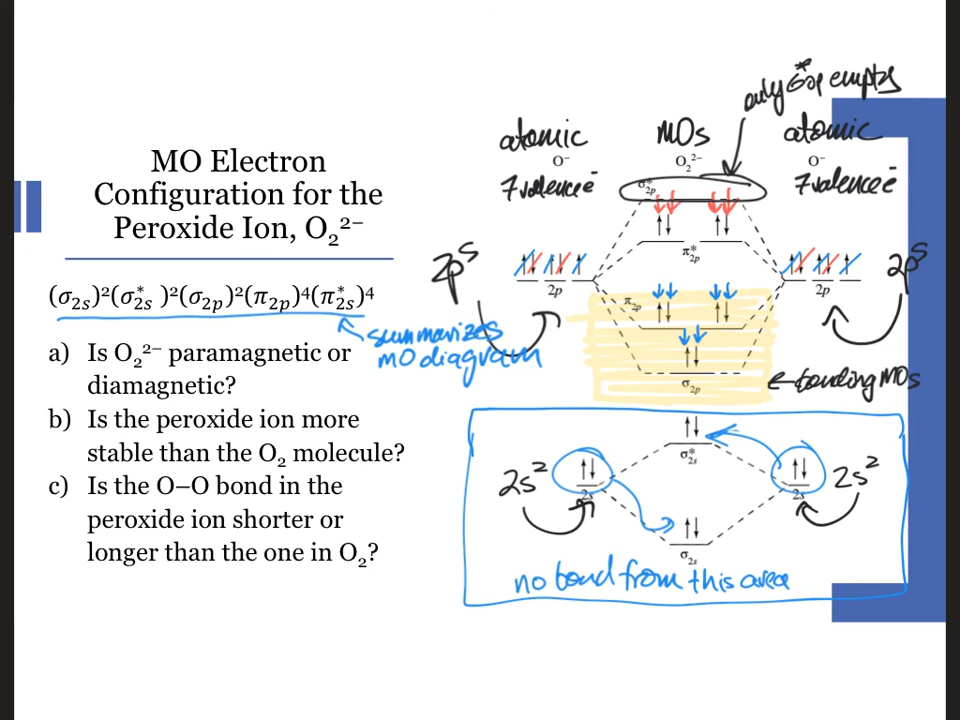 MO Electron
Configuration for the
Peroxide Ion, O₂²⁻
(σ₂ₛ)²(σ*₂ₛ )²(σ₂ₚ)²(π₂ₚ)⁴(π*₂ₛ)⁴
summarizes
MO diagram
a) Is O₂²⁻ paramagnetic or
diamagnetic?
b) Is the peroxide ion more
stable than the O₂ molecule?
c) Is the O–O bond in the
peroxide ion shorter or
longer than the one in O₂?
only σ*2p empty
atomic
MOs
atomic
O⁻
O₂²⁻
O⁻
7 valence e⁻
7 valence e⁻
σ*₂ₚ
π*₂ₚ
2p⁵
2p
2p
2p⁵
π₂ₚ
σ₂ₚ
← bonding MOs
σ*₂ₛ
2s²
2s
2s
2s²
σ₂ₛ
no bond from this area